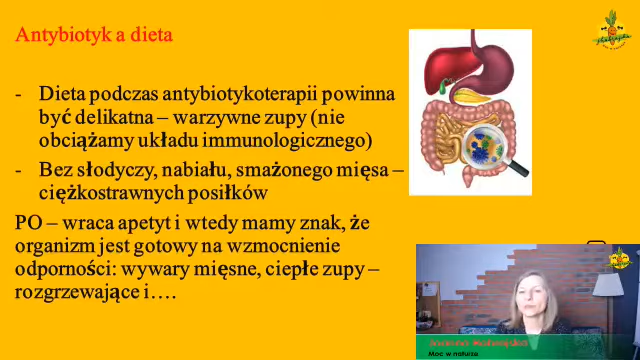 Antybiotyk a dieta
- Dieta podczas antybiotykoterapii powinna
być delikatna – warzywne zupy (nie
obciążamy układu immunologicznego)
- Bez słodyczy, nabiału, smażonego mięsa –
ciężkostrawnych posiłków
PO – wraca apetyt i wtedy mamy znak, że
organizm jest gotowy na wzmocnienie
odporności: wywary mięsne, ciepłe zupy –
rozgrzewające i….
Moc w naturze